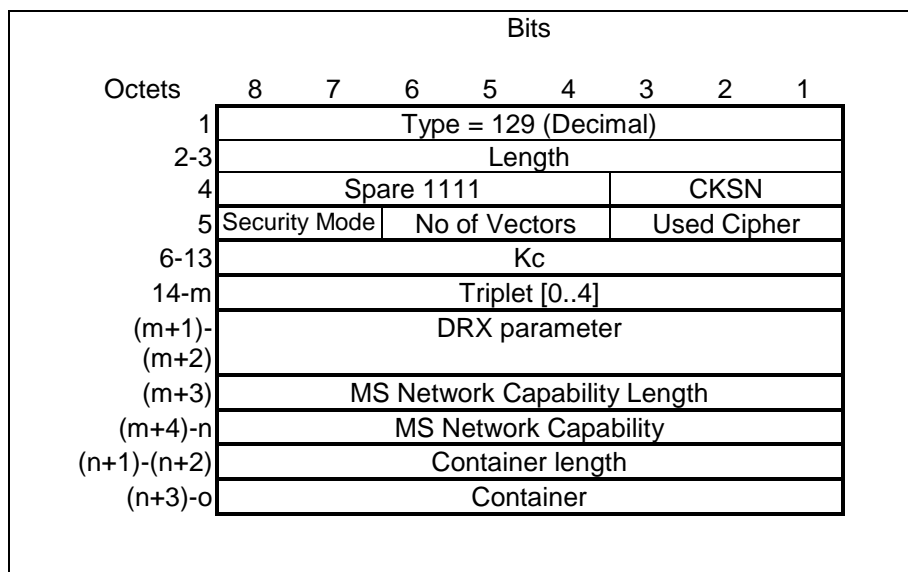 Bits
Octets 8 7 6 5 4 3 2 1
1 Type = 129 (Decimal)
2-3 Length
4 Spare 1111 CKSN
5 Security Mode No of Vectors Used Cipher
6-13 Kc
14-m Triplet [0..4]
(m+1)- DRX parameter
(m+2)
(m+3) MS Network Capability Length
(m+4)-n MS Network Capability
(n+1)-(n+2) Container length
(n+3)-o Container